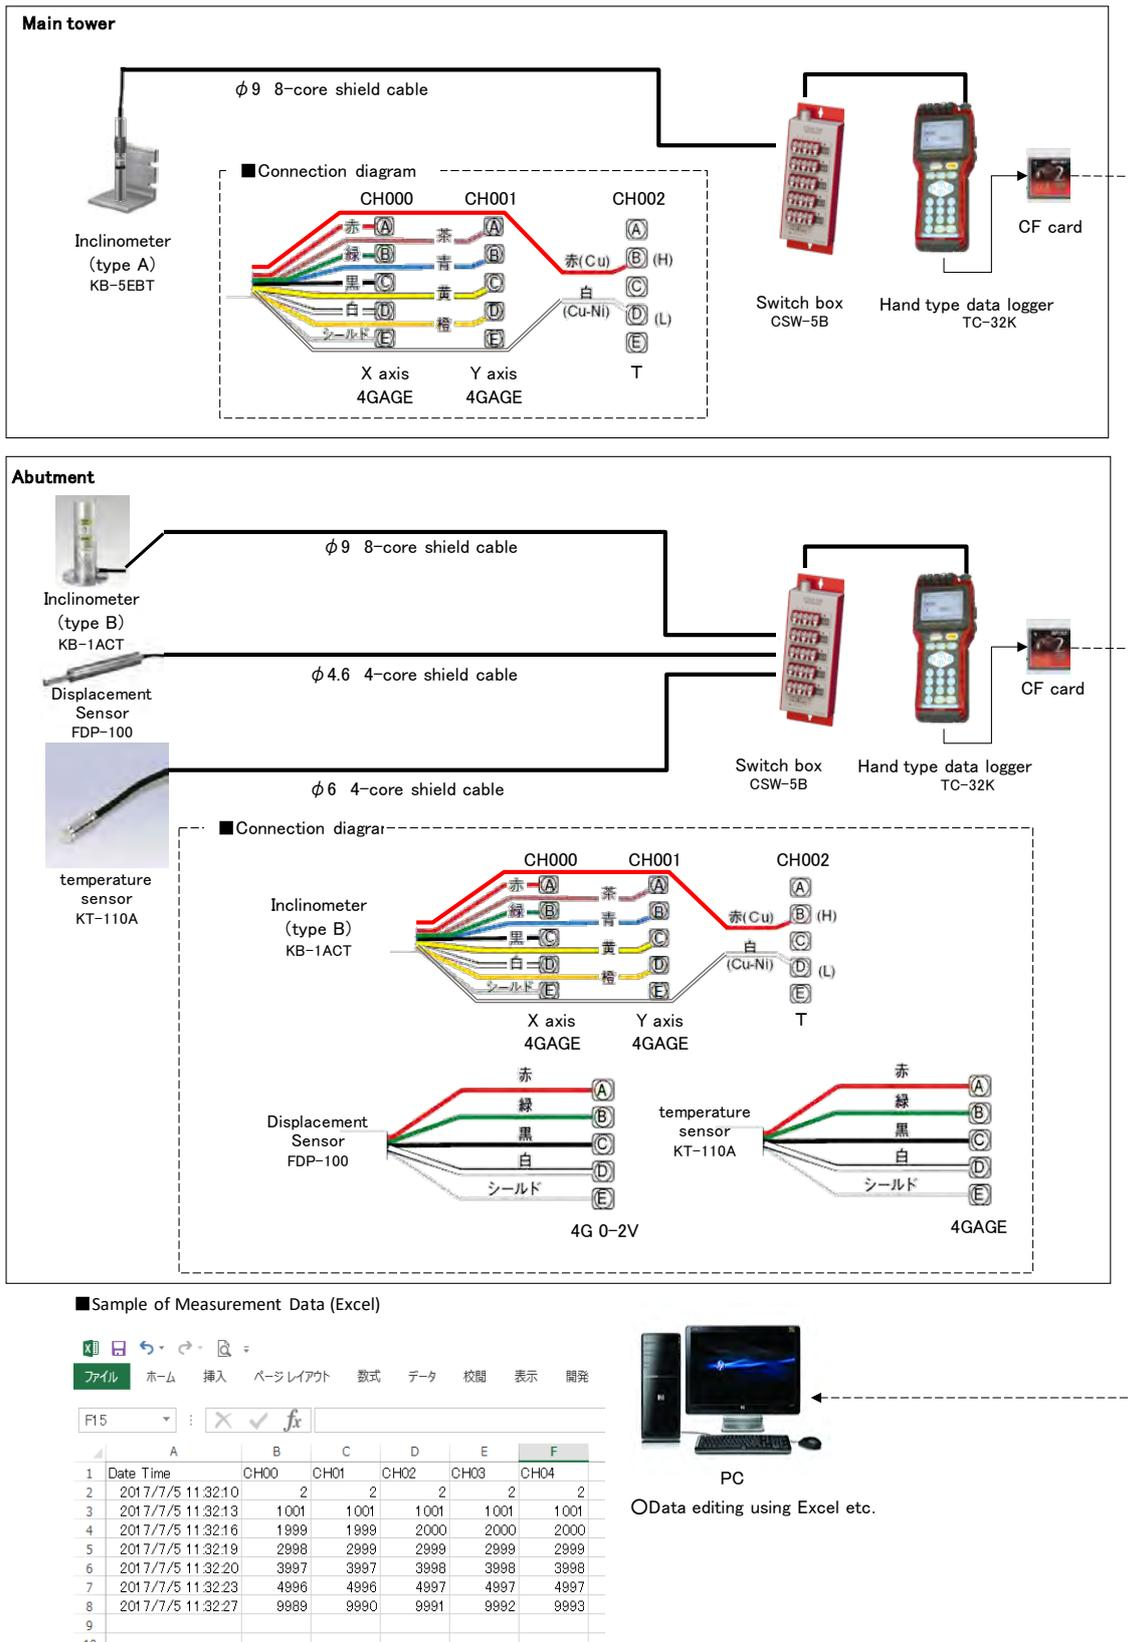 Main tower
φ9 8-core shield cable
Inclinometer
(type A)
KB-5EBT
■Connection diagram
CH000 CH001 CH002
赤 A 茶 A A
緑 B 青 B 赤(Cu) B (H)
黒 C 黄 C 白 C
白 D 橙 D (Cu-Ni) D (L)
シールド E E E
X axis Y axis T
4GAGE 4GAGE
Switch box
CSW-5B
Hand type data logger
TC-32K
CF card
Abutment
φ9 8-core shield cable
Inclinometer
(type B)
KB-1ACT
φ4.6 4-core shield cable
Displacement
Sensor
FDP-100
φ6 4-core shield cable
temperature
sensor
KT-110A
Switch box
CSW-5B
Hand type data logger
TC-32K
CF card
■Connection diagra
CH000 CH001 CH002
Inclinometer
(type B)
KB-1ACT
赤 A 茶 A A
緑 B 青 B 赤(Cu) B (H)
黒 C 黄 C 白 C
白 D 橙 D (Cu-Ni) D (L)
シールド E E E
X axis Y axis T
4GAGE 4GAGE
Displacement
Sensor
FDP-100
赤 A
緑 B
黒 C
白 D
シールド E
4G 0-2V
temperature
sensor
KT-110A
赤 A
緑 B
黒 C
白 D
シールド E
4GAGE
■Sample of Measurement Data (Excel)
ファイル ホーム 挿入 ページ レイアウト 数式 データ 校閲 表示 開発
F15 fx
A B C D E F
1 Date Time CH00 CH01 CH02 CH03 CH04
2 2017/7/5 11:32:10 2 2 2 2 2
3 2017/7/5 11:32:13 1001 1001 1001 1001 1001
4 2017/7/5 11:32:16 1999 1999 2000 2000 2000
5 2017/7/5 11:32:19 2998 2999 2999 2999 2999
6 2017/7/5 11:32:20 3997 3997 3998 3998 3998
7 2017/7/5 11:32:23 4996 4996 4997 4997 4997
8 2017/7/5 11:32:27 9989 9990 9991 9992 9993
9
PC
○Data editing using Excel etc.